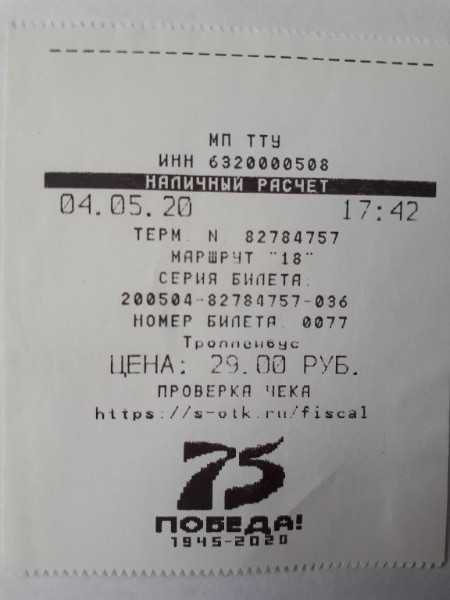 МП ТТУ
ИНН 6320000508
НАЛИЧНЫЙ РАСЧЕТ
04.05.20 17:42
ТЕРМ. N. 82784757
МАРШРУТ "18"
СЕРИЯ БИЛЕТА:
200504-82784757-036
НОМЕР БИЛЕТА: 0077
Троллейбус
ЦЕНА: 29.00 РУБ.
ПРОВЕРКА ЧЕКА
https://s-otk.ru/fiscal
75
ПОБЕДА!
1945-2020